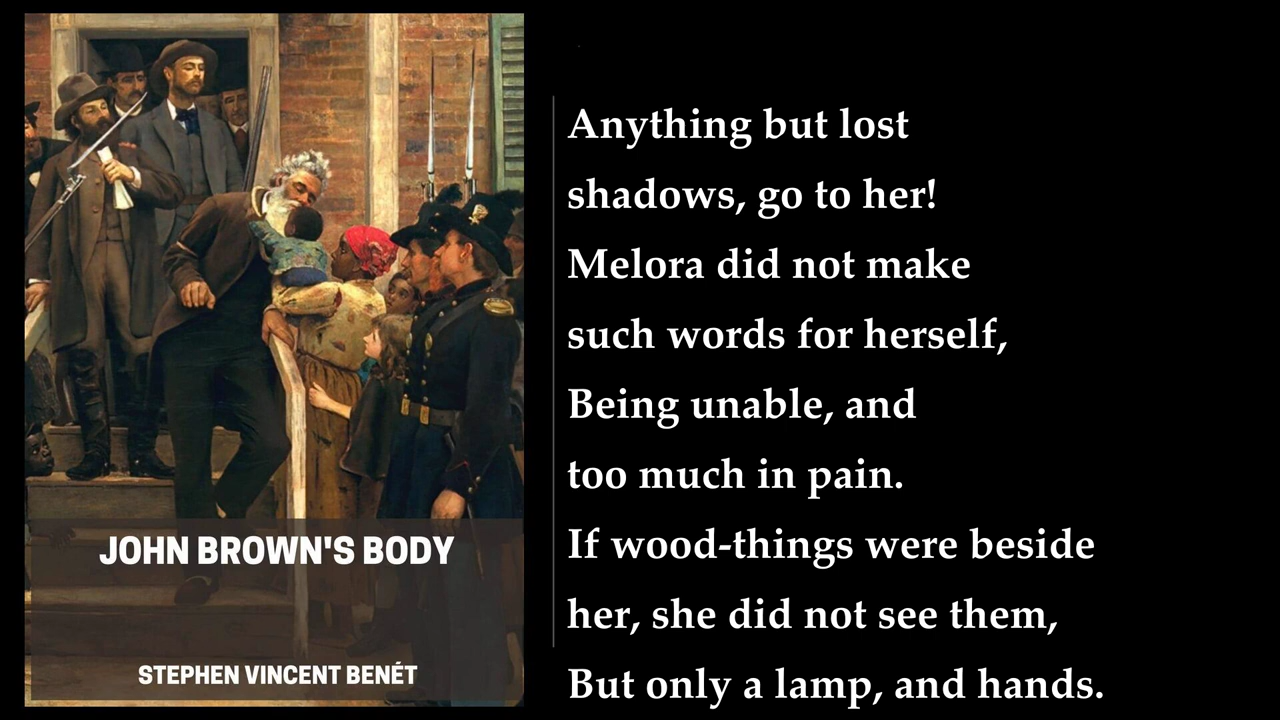 JOHN BROWN'S BODY
STEPHEN VINCENT BENÉT
Anything but lost
shadows, go to her!
Melora did not make
such words for herself,
Being unable, and
too much in pain.
If wood-things were beside
her, she did not see them,
But only a lamp, and hands.